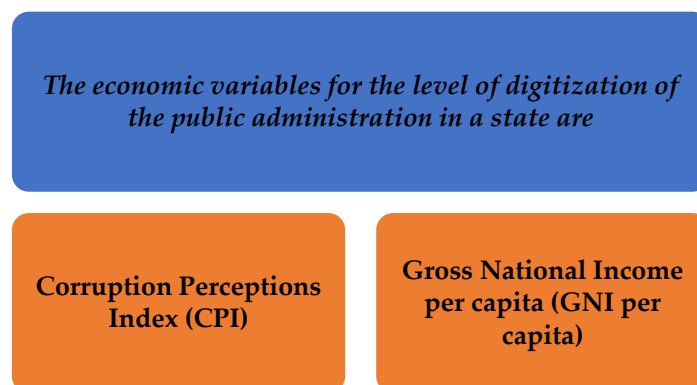 The economic variables for the level of digitization of
the public administration in a state are
Corruption Perceptions
Index (CPI)
Gross National Income
per capita (GNI per
capita)